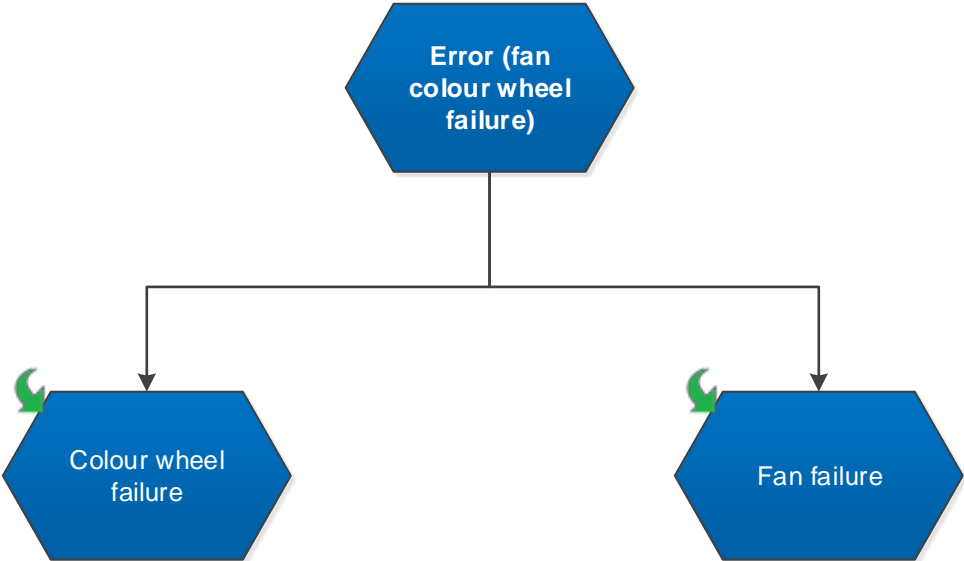 Error (fan
colour wheel
failure)
Colour wheel
failure
Fan failure